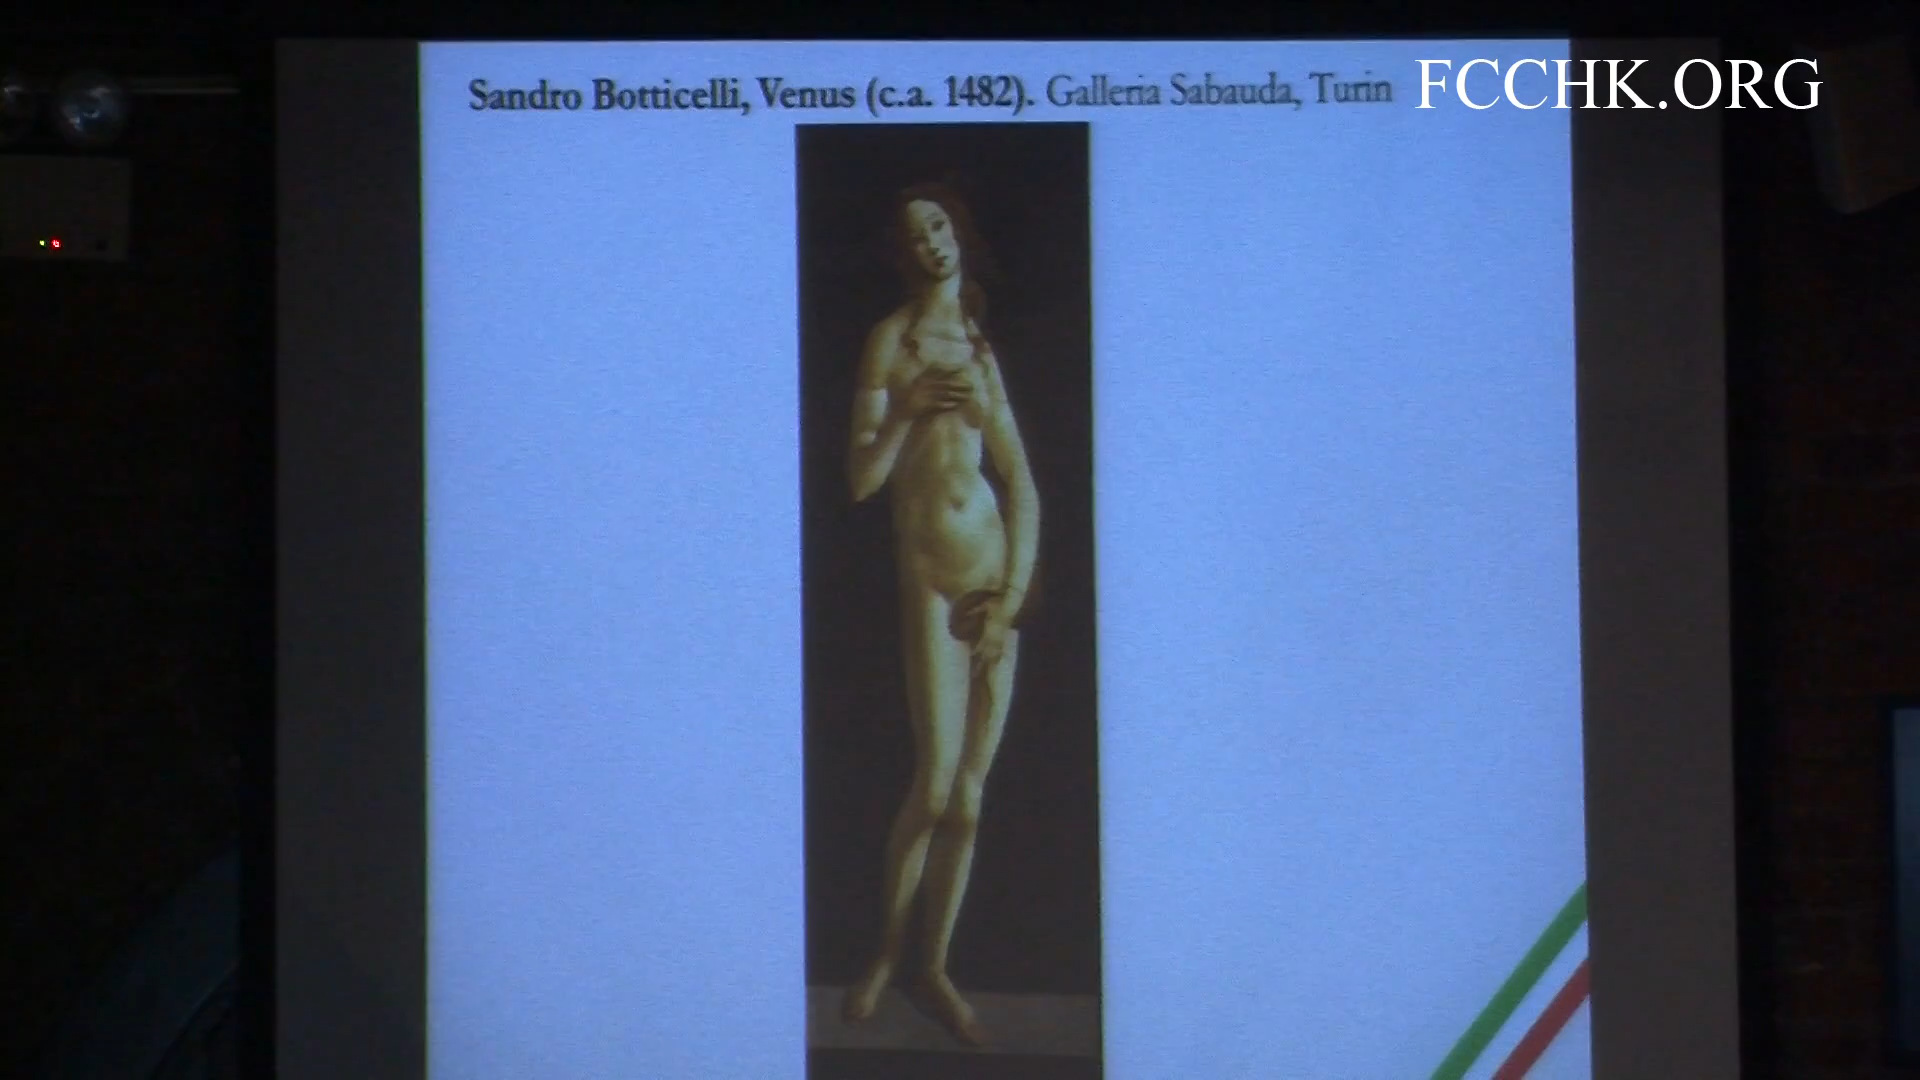 Sandro Botticelli, Venus (c.a. 1482). Galleria Sabauda, Turin
FCCHK.ORG